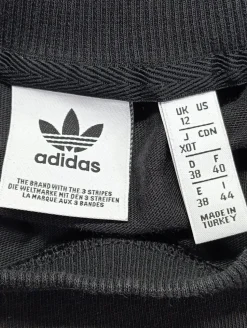 adidas
THE BRAND WITH THE 3 STRIPES
DIE WELTMARKE MIT DEN 3 STREIFEN
LA MARQUE AUX 3 BANDES
UK US
12
J CDN
XOT
D F
38 40
E I
38 44
MADE IN
TURKEY